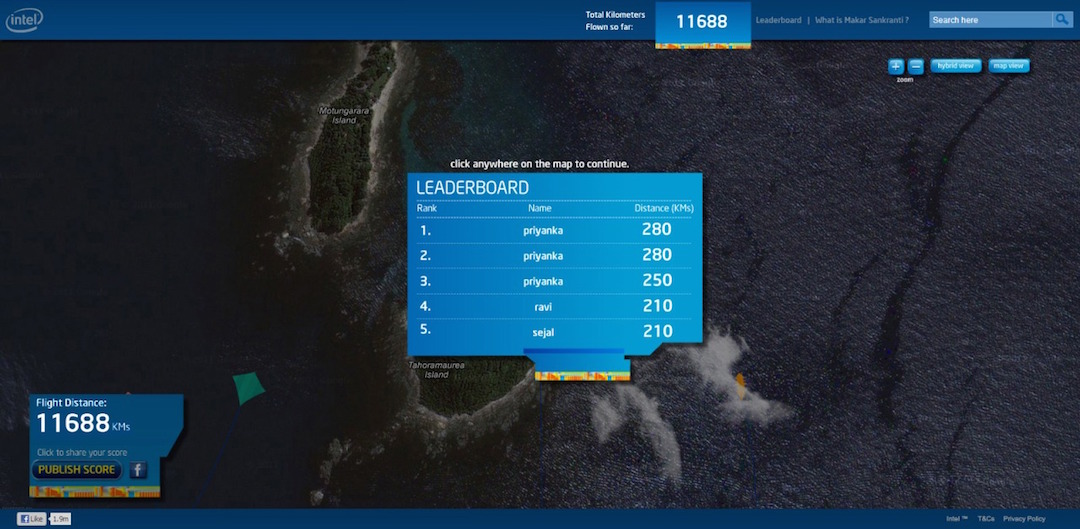 intel
Total Kilometers
Flown so far:
11688
Leaderboard | What is Makar Sankranti ?
Search here
+ −
zoom
hybrid view
map view
Motungarara
Island
click anywhere on the map to continue.
LEADERBOARD
Rank Name Distance (KMs)
1. priyanka 280
2. priyanka 280
3. priyanka 250
4. ravi 210
5. sejal 210
Tahoramaurea
Island
Flight Distance:
11688 KMs
Click to share your score
PUBLISH SCORE f
f Like 1.9m
Intel ™ T&Cs Privacy Policy